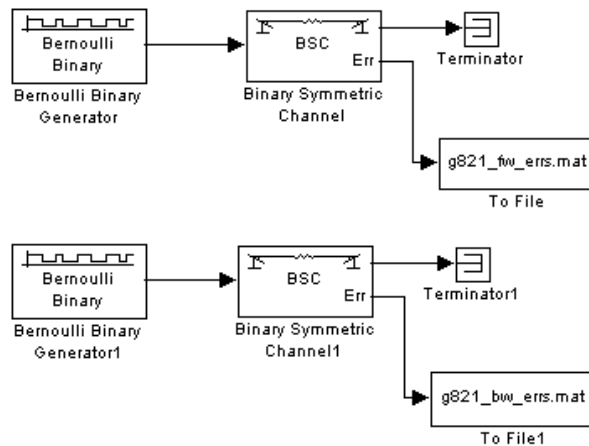 Bernoulli
Binary
Bernoulli Binary
Generator
BSC
Err
Binary Symmetric
Channel
Terminator
g821_fw_errs.mat
To File
Bernoulli
Binary
Bernoulli Binary
Generator1
BSC
Err
Binary Symmetric
Channel1
Terminator1
g821_bw_errs.mat
To File1